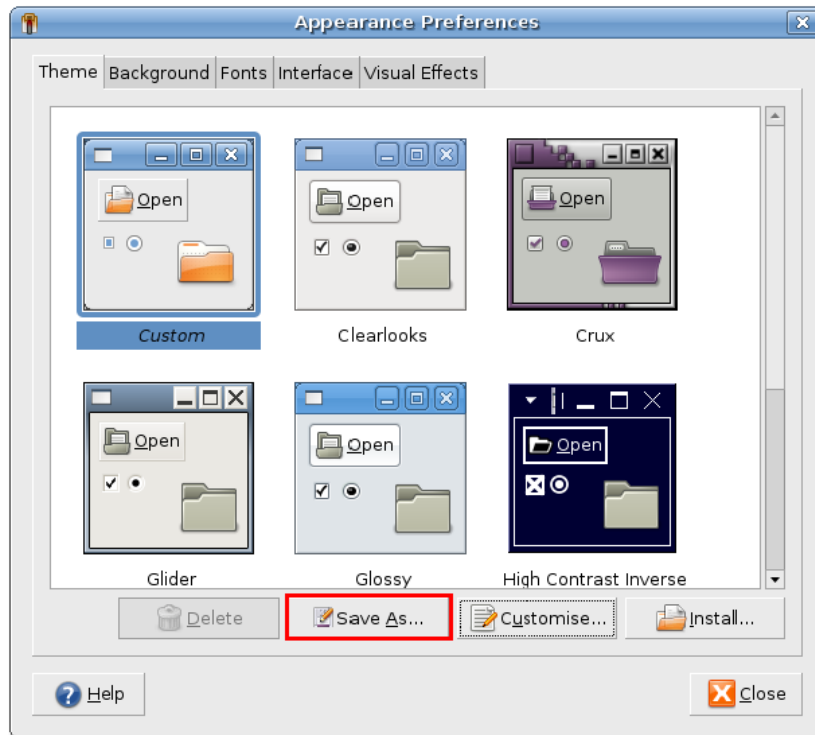 Appearance Preferences
Theme Background Fonts Interface Visual Effects
Open Open Open
Custom Clearlooks Crux
Open Open Open
Glider Glossy High Contrast Inverse
Delete Save As... Customise... Install...
Help Close